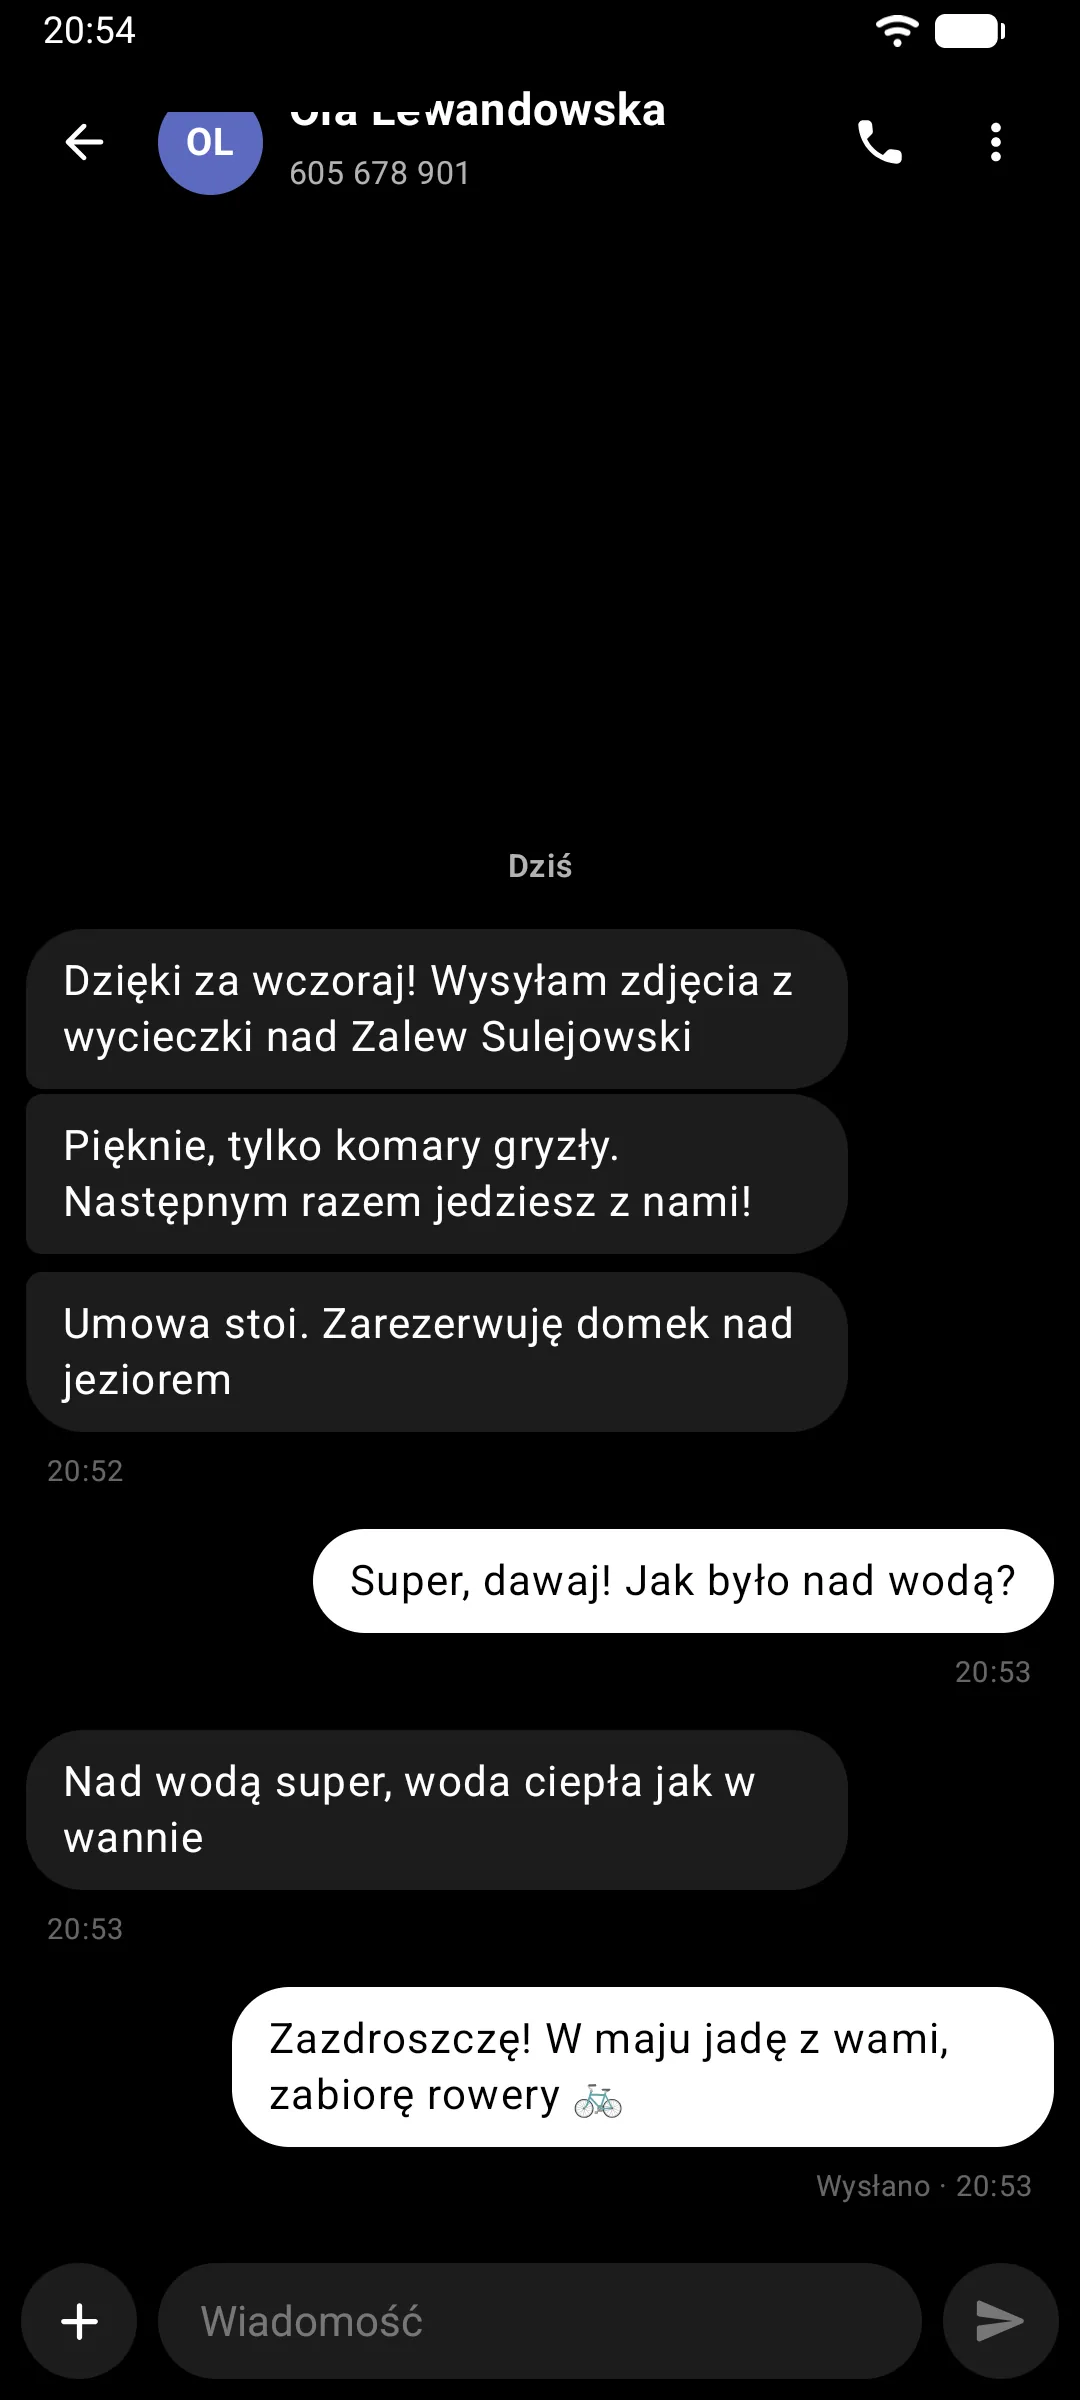 20:54
OL
Ola Lewandowska
605 678 901
Dziś
Dzięki za wczoraj! Wysyłam zdjęcia z
wycieczki nad Zalew Sulejowski
Pięknie, tylko komary gryzły.
Następnym razem jedziesz z nami!
Umowa stoi. Zarezerwuję domek nad
jeziorem
20:52
Super, dawaj! Jak było nad wodą?
20:53
Nad wodą super, woda ciepła jak w
wannie
20:53
Zazdroszczę! W maju jadę z wami,
zabiorę rowery 🚲
Wysłano · 20:53
Wiadomość